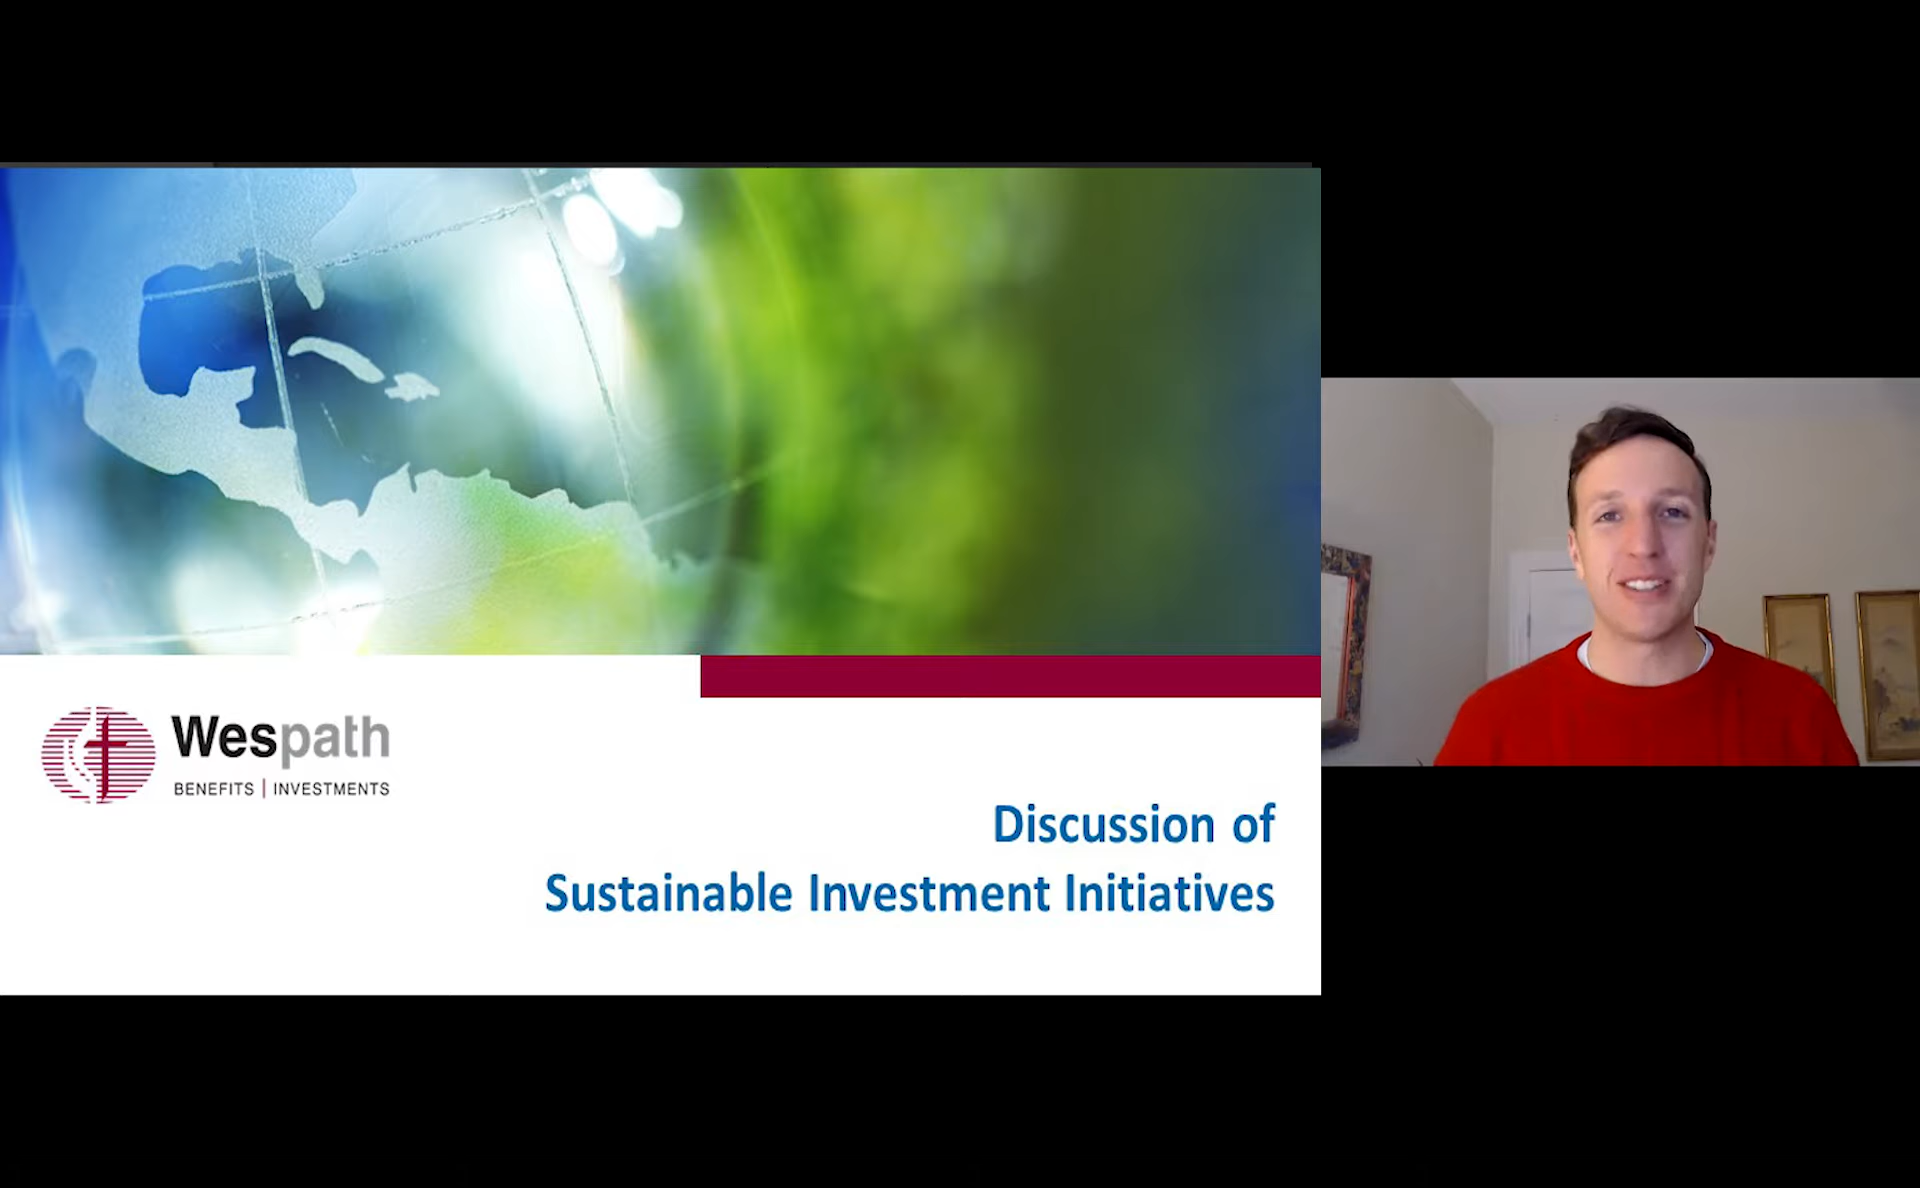 Wespath
BENEFITS | INVESTMENTS
Discussion of
Sustainable Investment Initiatives